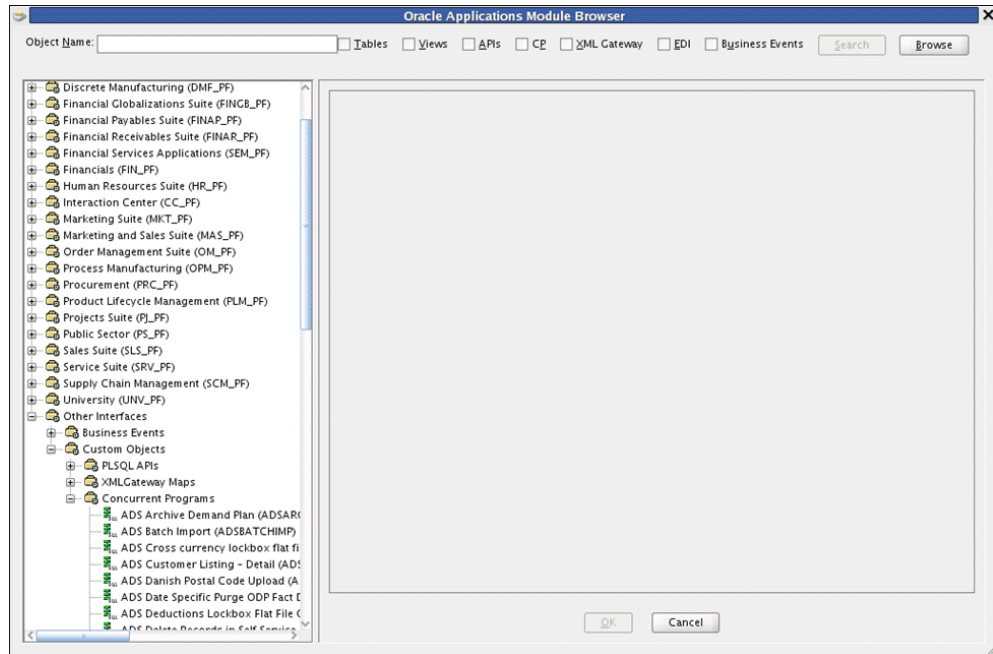 Oracle Applications Module Browser
Object Name: Tables Views APIs CP XML Gateway EDI Business Events Search Browse
Discrete Manufacturing (DMF_PF)
Financial Globalizations Suite (FINGB_PF)
Financial Payables Suite (FINAP_PF)
Financial Receivables Suite (FINAR_PF)
Financial Services Applications (SEM_PF)
Financials (FIN_PF)
Human Resources Suite (HR_PF)
Interaction Center (CC_PF)
Marketing Suite (MKT_PF)
Marketing and Sales Suite (MAS_PF)
Order Management Suite (OM_PF)
Process Manufacturing (OPM_PF)
Procurement (PRC_PF)
Product Lifecycle Management (PLM_PF)
Projects Suite (PJ_PF)
Public Sector (PS_PF)
Sales Suite (SLS_PF)
Service Suite (SRV_PF)
Supply Chain Management (SCM_PF)
University (UNV_PF)
Other Interfaces
Business Events
Custom Objects
PLSQL APIs
XMLGateway Maps
Concurrent Programs
ADS Archive Demand Plan (ADSAR
ADS Batch Import (ADSBATCHIMP)
ADS Cross currency lockbox flat fi
ADS Customer Listing - Detail (ADS
ADS Danish Postal Code Upload (A
ADS Date Specific Purge ODP Fact
ADS Deductions Lockbox Flat File
ADS Delete Records in Self Service
OK Cancel